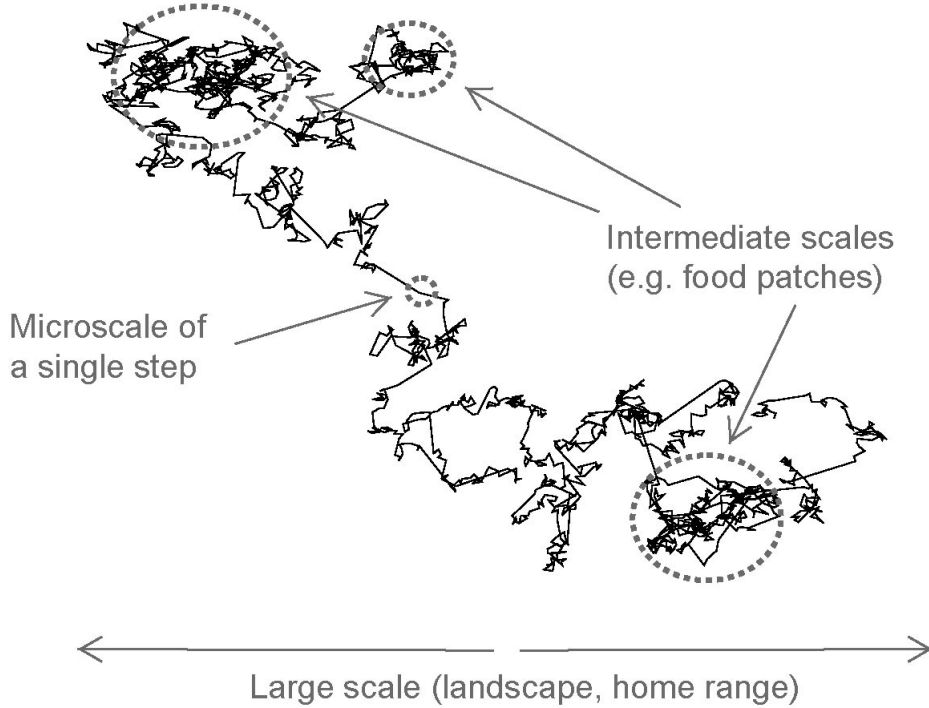 Intermediate scales
(e.g. food patches)
Microscale of
a single step
Large scale (landscape, home range)